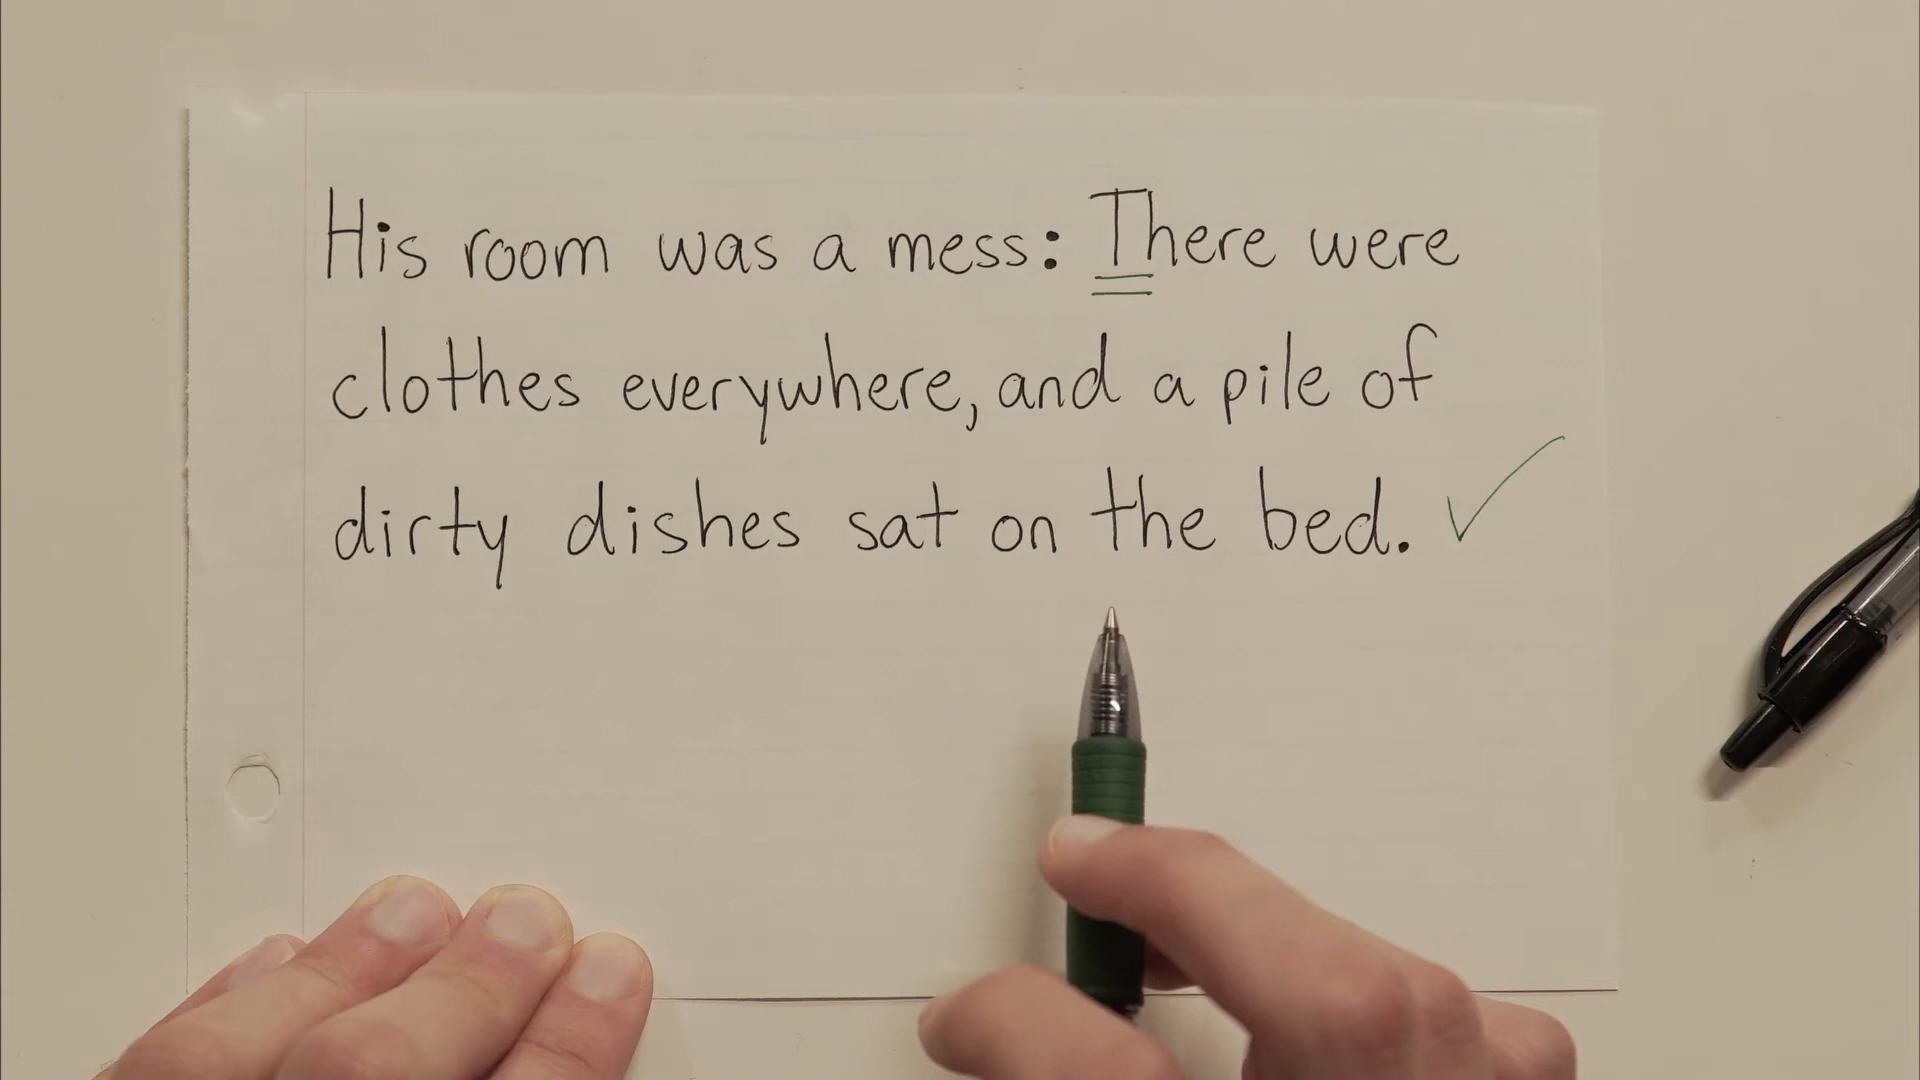 His room was a mess: There were
clothes everywhere, and a pile of
dirty dishes sat on the bed.